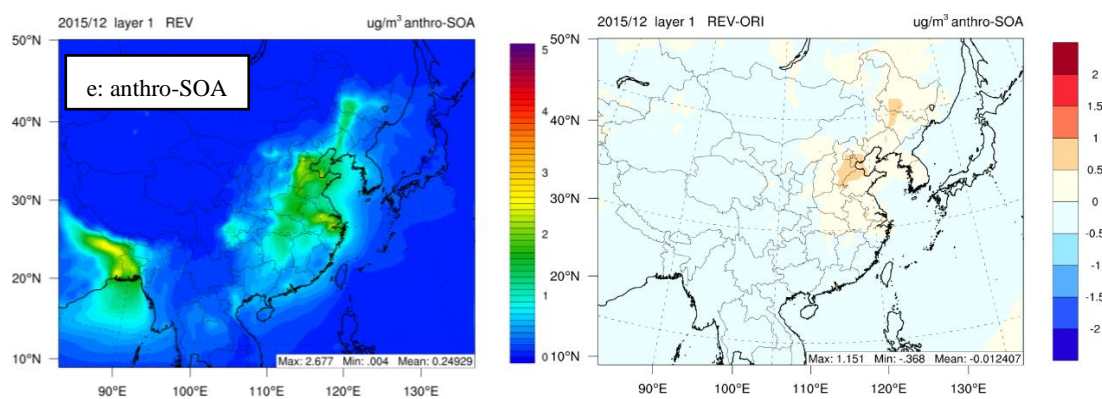 2015/12 layer 1 REV ug/m³ anthro-SOA
e: anthro-SOA
50°N
40°N
30°N
20°N
10°N
90°E 100°E 110°E 120°E 130°E
Max: 2.677 Min: .004 Mean: 0.24929
5
4
3
2
1
0
2015/12 layer 1 REV-ORI ug/m³ anthro-SOA
50°N
40°N
30°N
20°N
10°N
90°E 100°E 110°E 120°E 130°E
Max: 1.151 Min: -.368 Mean: -0.012407
2
1.5
1
0.5
0
-0.5
-1
-1.5
-2